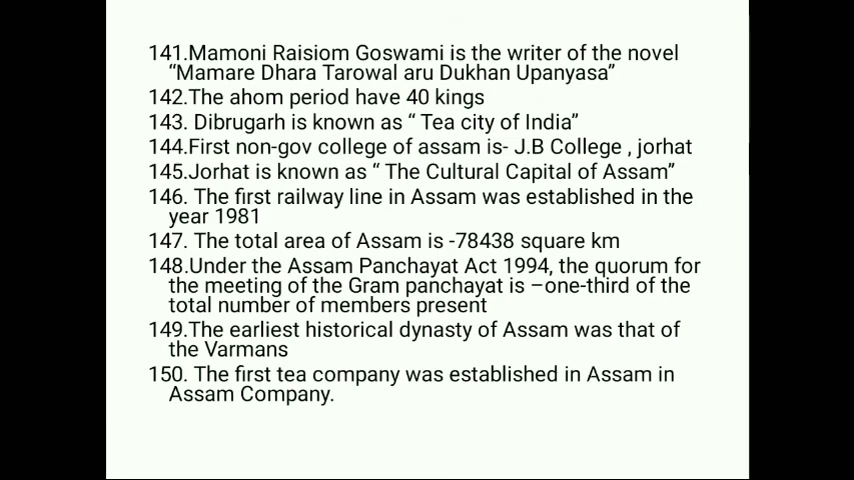 141.Mamoni Raisiom Goswami is the writer of the novel
“Mamare Dhara Tarowal aru Dukhan Upanyasa”
142.The ahom period have 40 kings
143. Dibrugarh is known as “ Tea city of India”
144.First non-gov college of assam is- J.B College , jorhat
145.Jorhat is known as “ The Cultural Capital of Assam”
146. The first railway line in Assam was established in the
year 1981
147. The total area of Assam is -78438 square km
148.Under the Assam Panchayat Act 1994, the quorum for
the meeting of the Gram panchayat is –one-third of the
total number of members present
149.The earliest historical dynasty of Assam was that of
the Varmans
150. The first tea company was established in Assam in
Assam Company.